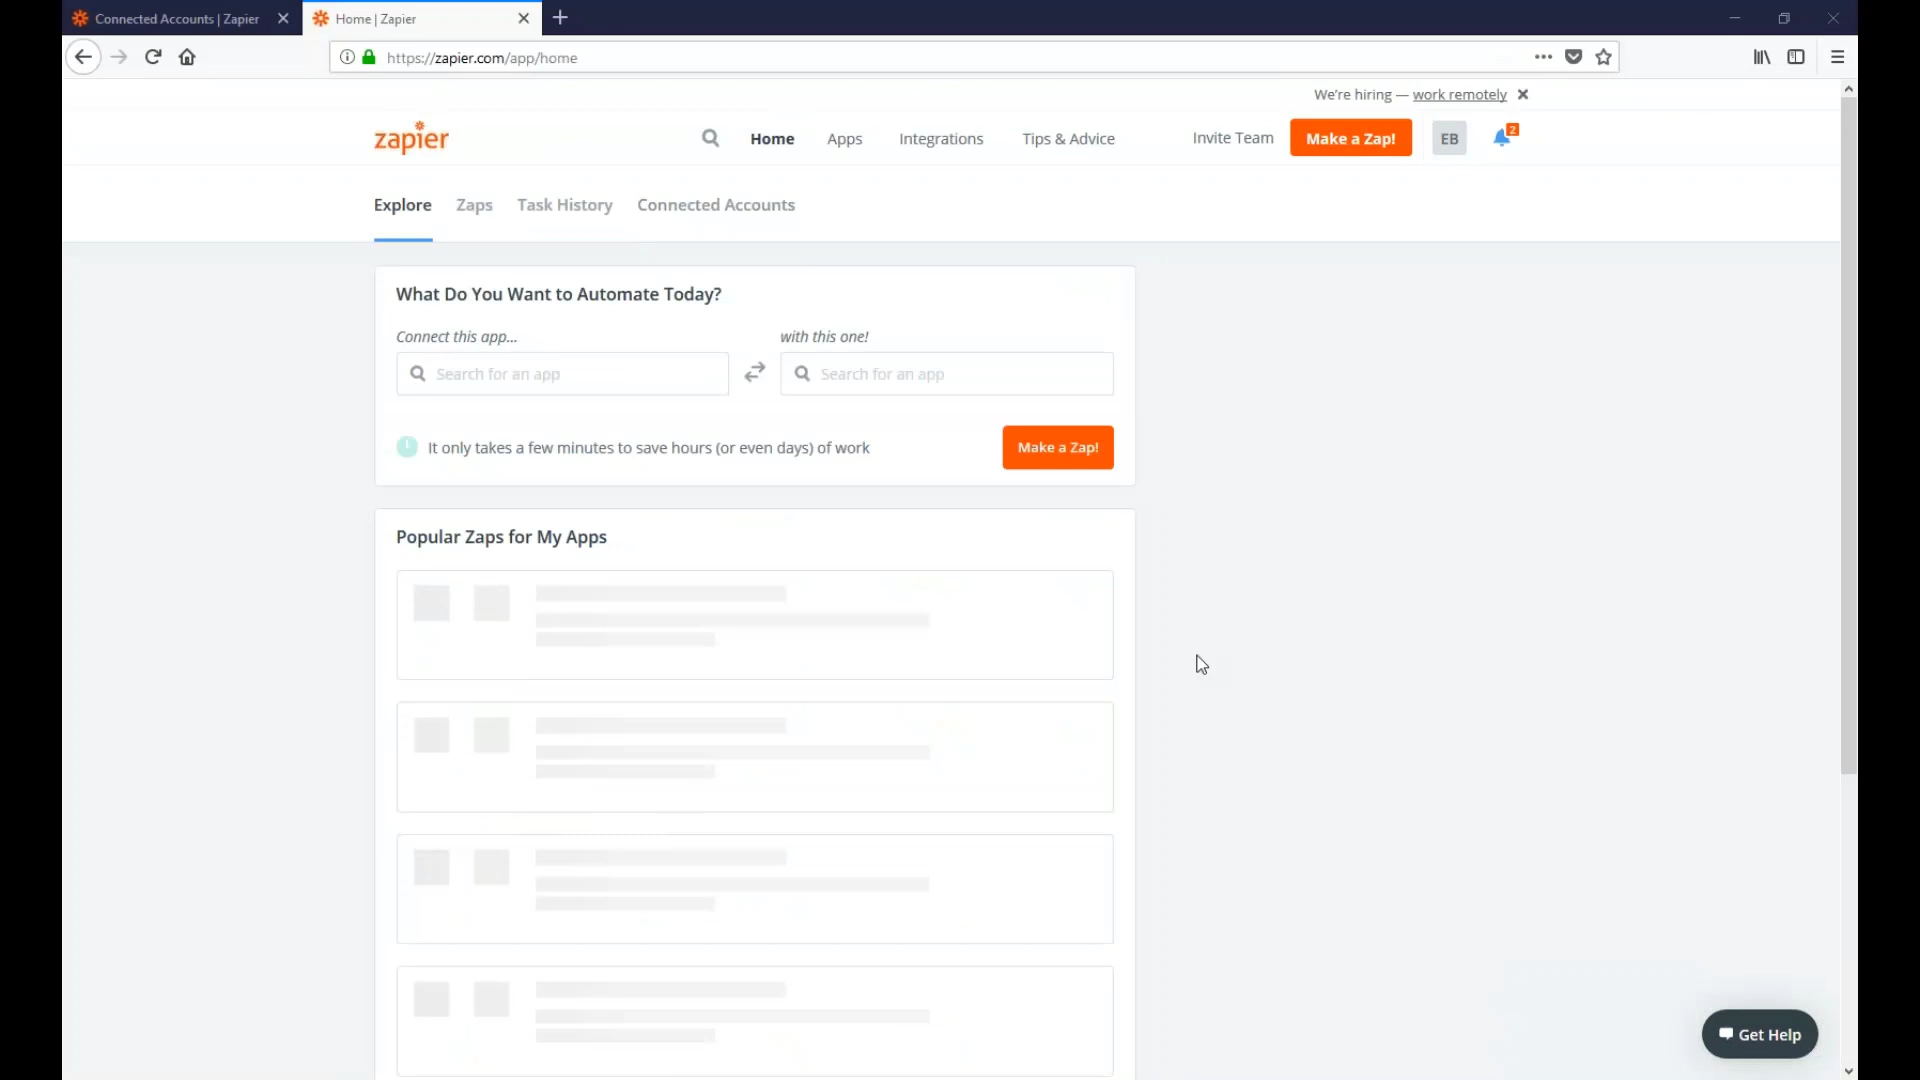 Connected Accounts | Zapier
Home | Zapier
https://zapier.com/app/home
We're hiring — work remotely
zapier
Home
Apps
Integrations
Tips & Advice
Invite Team
Make a Zap!
EB
2
Explore
Zaps
Task History
Connected Accounts
What Do You Want to Automate Today?
Connect this app...
with this one!
Search for an app
Search for an app
It only takes a few minutes to save hours (or even days) of work
Make a Zap!
Popular Zaps for My Apps
Get Help